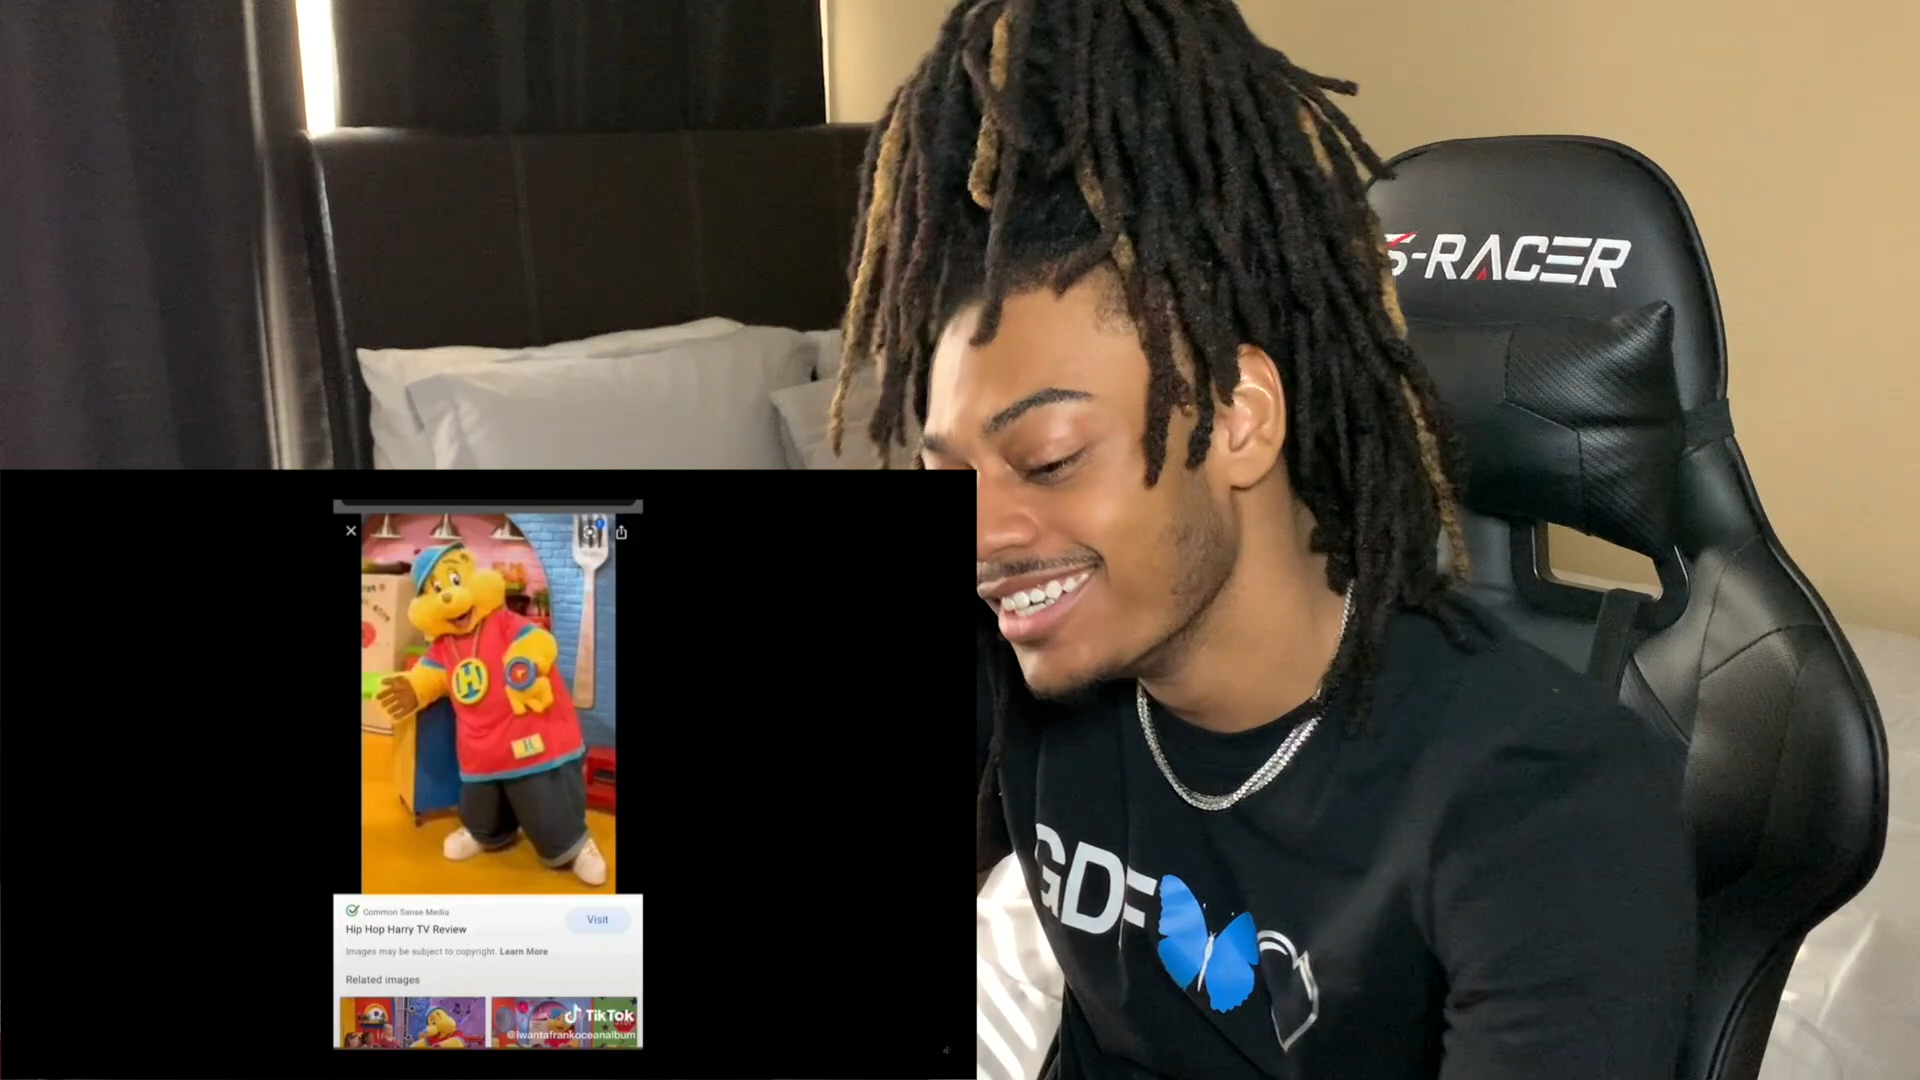 S-RACER
H
H
Common Sense Media
Visit
Hip Hop Harry TV Review
Images may be subject to copyright. Learn More
Related images
TikTok
@iwantafrankoceanalbum
GDF